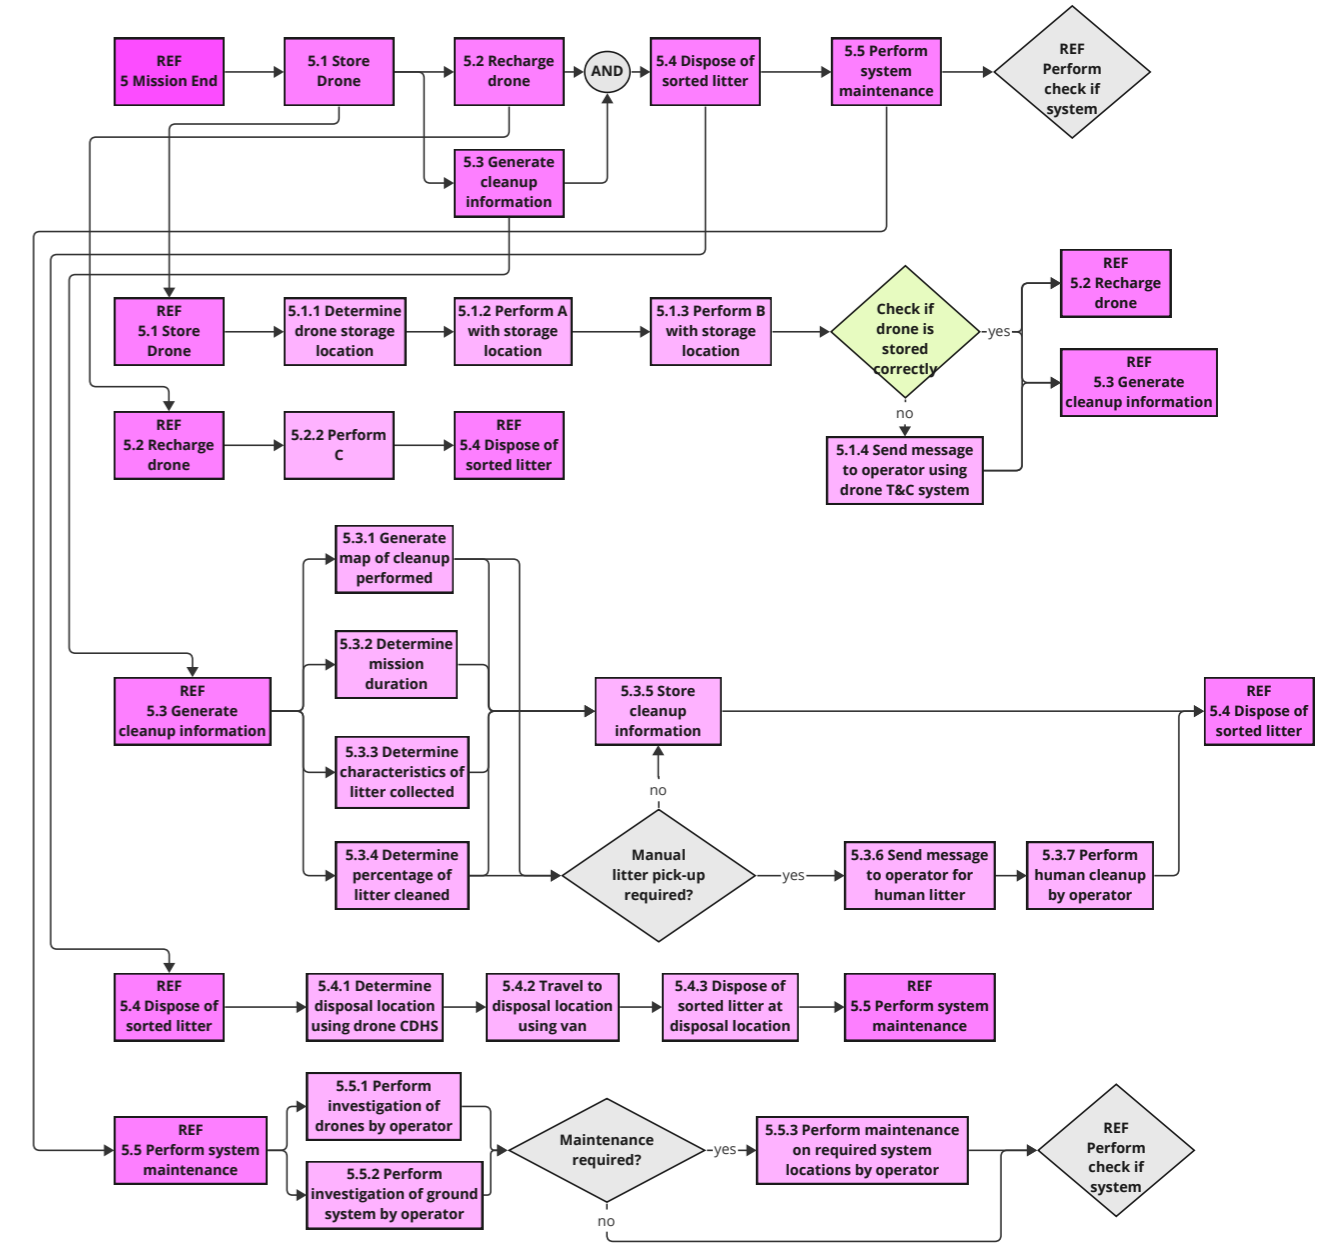 REF
5 Mission End
5.1 Store
Drone
5.2 Recharge
drone
AND
5.4 Dispose of
sorted litter
5.5 Perform
system
maintenance
REF
Perform
check if
system
5.3 Generate
cleanup
information
REF
5.1 Store
Drone
5.1.1 Determine
drone storage
location
5.1.2 Perform A
with storage
location
5.1.3 Perform B
with storage
location
Check if
drone is
stored
correctly
yes
REF
5.2 Recharge
drone
REF
5.3 Generate
cleanup information
no
5.1.4 Send message
to operator using
drone T&C system
REF
5.2 Recharge
drone
5.2.2 Perform
C
REF
5.4 Dispose of
sorted litter
5.3.1 Generate
map of cleanup
performed
5.3.2 Determine
mission
duration
REF
5.3 Generate
cleanup information
5.3.3 Determine
characteristics of
litter collected
5.3.4 Determine
percentage of
litter cleaned
5.3.5 Store
cleanup
information
no
Manual
litter pick-up
required?
yes
5.3.6 Send message
to operator for
human litter
5.3.7 Perform
human cleanup
by operator
REF
5.4 Dispose of
sorted litter
REF
5.4 Dispose of
sorted litter
5.4.1 Determine
disposal location
using drone CDHS
5.4.2 Travel to
disposal location
using van
5.4.3 Dispose of
sorted litter at
disposal location
REF
5.5 Perform system
maintenance
REF
5.5 Perform system
maintenance
5.5.1 Perform
investigation of
drones by operator
5.5.2 Perform
investigation of ground
system by operator
Maintenance
required?
yes
no
5.5.3 Perform maintenance
on required system
locations by operator
REF
Perform
check if
system